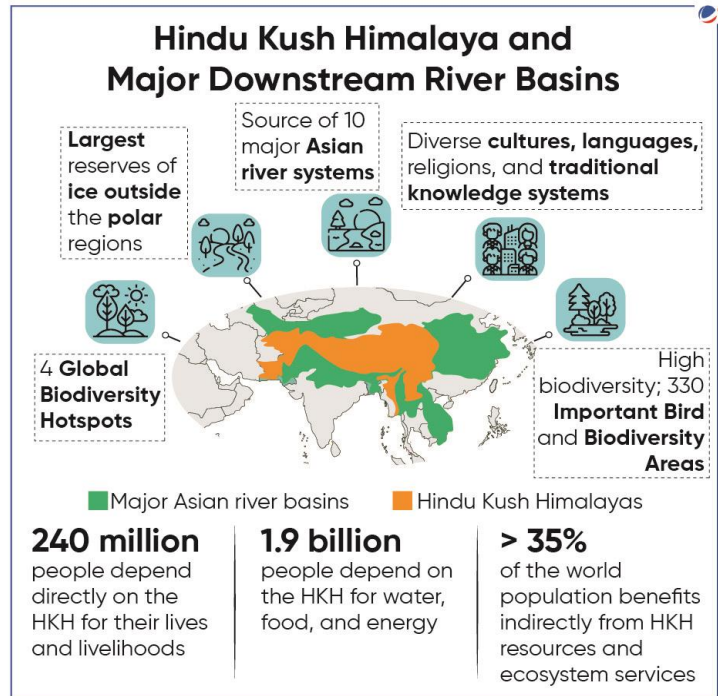 Hindu Kush Himalaya and
Major Downstream River Basins
Largest
reserves of
ice outside
the polar
regions
Source of 10
major Asian
river systems
Diverse cultures, languages,
religions, and traditional
knowledge systems
4 Global
Biodiversity
Hotspots
High
biodiversity; 330
Important Bird
and Biodiversity
Areas
Major Asian river basins
Hindu Kush Himalayas
240 million
people depend
directly on the
HKH for their lives
and livelihoods
1.9 billion
people depend on
the HKH for water,
food, and energy
> 35%
of the world
population benefits
indirectly from HKH
resources and
ecosystem services